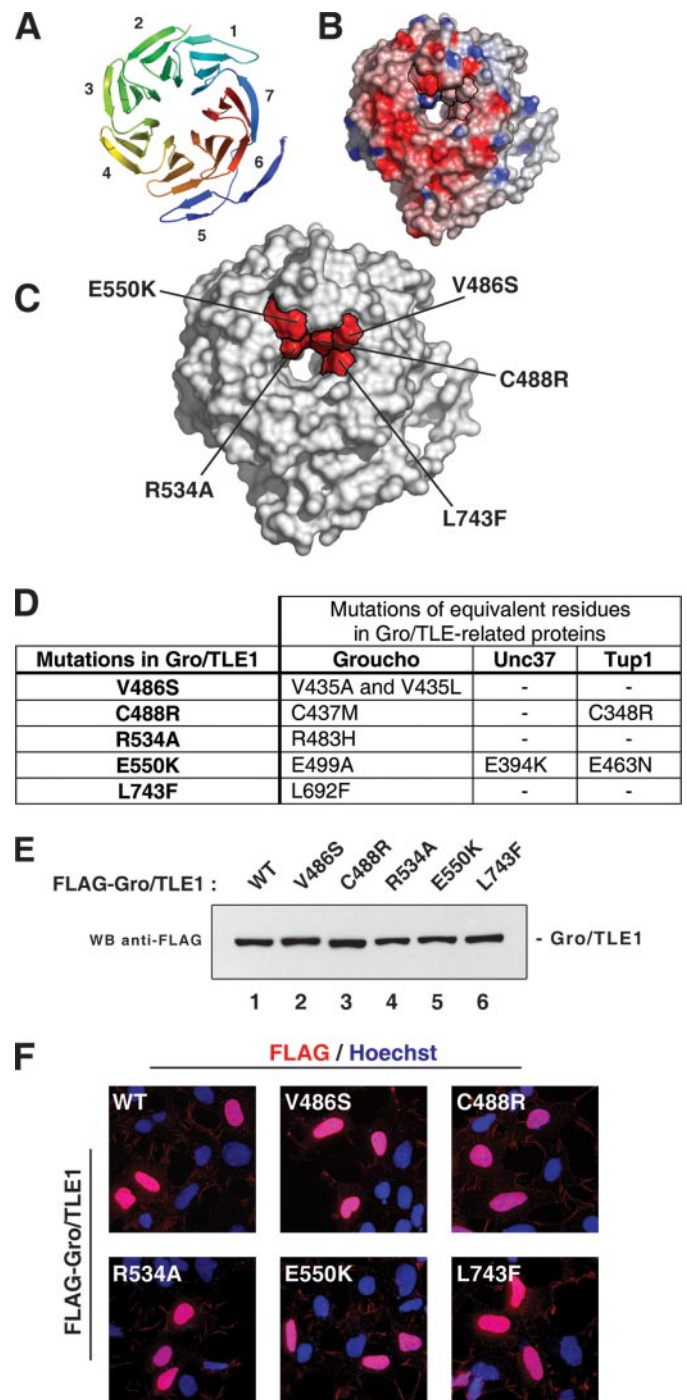 A
2
1
3
7
4
6
5
B
C
E550K
V486S
C488R
R534A
L743F
D
Mutations of equivalent residues
in Gro/TLE-related proteins
Mutations in Gro/TLE1 Groucho Unc37 Tup1
V486S V435A and V435L - -
C488R C437M - C348R
R534A R483H - -
E550K E499A E394K E463N
L743F L692F - -
E
FLAG-Gro/TLE1 : WT V486S C488R R534A E550K L743F
WB anti-FLAG - Gro/TLE1
1 2 3 4 5 6
F
FLAG / Hoechst
FLAG-Gro/TLE1
WT V486S C488R
R534A E550K L743F